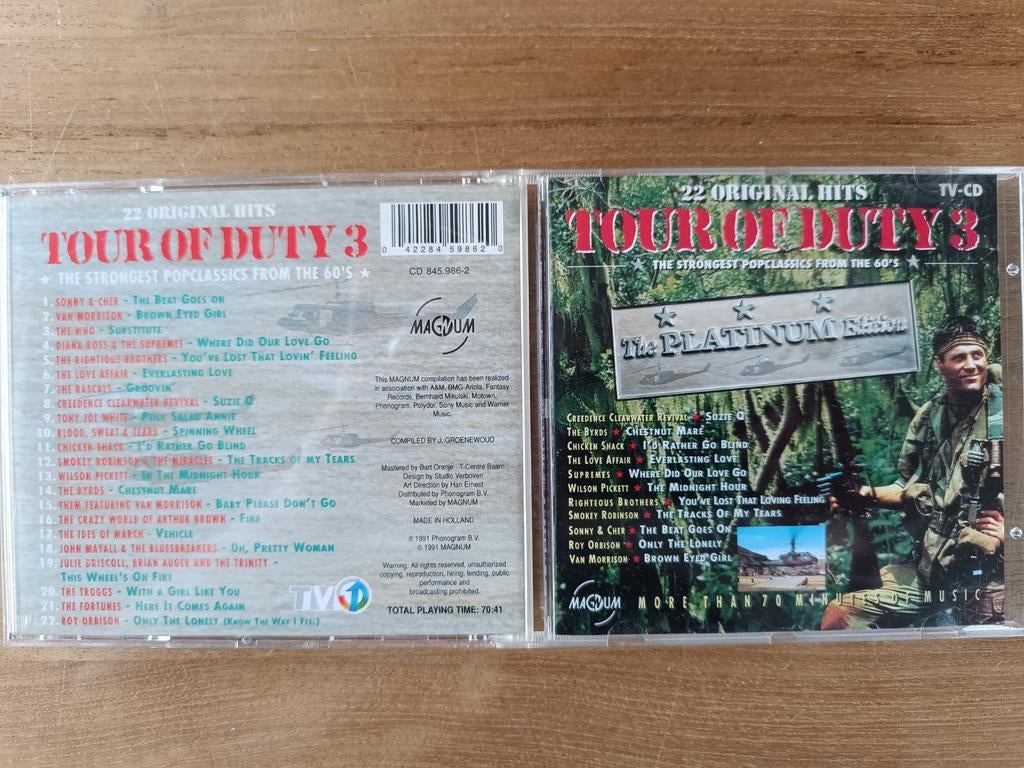 22 ORIGINAL HITS
TOUR OF DUTY 3
★ THE STRONGEST POPCLASSICS FROM THE 60'S ★
1. SONNY & CHER - THE BEAT GOES ON
2. VAN MORRISON - BROWN EYED GIRL
3. THE WHO - SUBSTITUTE
4. DIANA ROSS & THE SUPREMES - WHERE DID OUR LOVE GO
5. THE RIGHTIOUS BROTHERS - YOU'VE LOST THAT LOVIN' FEELING
6. THE LOVE AFFAIR - EVERLASTING LOVE
7. THE RASCALS - GROOVIN'
8. CREEDENCE CLEARWATER REVIVAL - SUZIE Q
9. TONY JOE WHITE - POLK SALAD ANNIE
10. BLOOD, SWEAT & TEARS - SPINNING WHEEL
11. CHICKEN SHACK - I'D RATHER GO BLIND
12. SMOKEY ROBINSON & THE MIRACLES - THE TRACKS OF MY TEARS
13. WILSON PICKETT - IN THE MIDNIGHT HOUR
14. THE BYRDS - CHESTNUT MARE
15. THEM FEATURING VAN MORRISON - BABY PLEASE DON'T GO
16. THE CRAZY WORLD OF ARTHUR BROWN - FIRE
17. THE IDES OF MARCH - VEHICLE
18. JOHN MAYALL & THE BLUESBREAKERS - OH, PRETTY WOMAN
19. JULIE DRISCOLL, BRIAN AUGER AND THE TRINITY -
THIS WHEEL'S ON FIRE
20. THE TROGGS - WITH A GIRL LIKE YOU
21. THE FORTUNES - HERE IT COMES AGAIN
22. ROY ORBISON - ONLY THE LONELY (KNOW THE WAY I FEEL)
TV 10
0 42284 59862 0
CD 845.986-2
MAGNUM
This MAGNUM compilation has been realized
in association with A&M, BMG-Ariola, Fantasy
Records, Bernhard Mikulski, Motown,
Phonogram, Polydor, Sony Music and Warner
Music.
COMPILED BY J. GROENEWOUD
Mastered by Bart Oranje - T-Centre Baarn
Design by Studio Verboven
Art Direction by Han Ernest
Distributed by Phonogram B.V.
Marketed by MAGNUM
MADE IN HOLLAND
℗ 1991 Phonogram B.V.
© 1991 MAGNUM
Warning: All rights reserved, unauthorized
copying, reproduction, hiring, lending, public
performance and
broadcasting prohibited.
TOTAL PLAYING TIME: 70:41
22 ORIGINAL HITS
TV-CD
TOUR OF DUTY 3
★ THE STRONGEST POPCLASSICS FROM THE 60'S ★
The PLATINUM Edition
CREEDENCE CLEARWATER REVIVAL ★ SUZIE Q
THE BYRDS ★ CHESTNUT MARE
CHICKEN SHACK ★ I'D RATHER GO BLIND
THE LOVE AFFAIR ★ EVERLASTING LOVE
SUPREMES ★ WHERE DID OUR LOVE GO
WILSON PICKETT ★ THE MIDNIGHT HOUR
RIGHTEOUS BROTHERS ★ YOU'VE LOST THAT LOVING FEELING
SMOKEY ROBINSON ★ THE TRACKS OF MY TEARS
SONNY & CHER ★ THE BEAT GOES ON
ROY ORBISON ★ ONLY THE LONELY
VAN MORRISON ★ BROWN EYED GIRL
MAGNUM
MORE THAN 70 MINUTES OF MUSIC